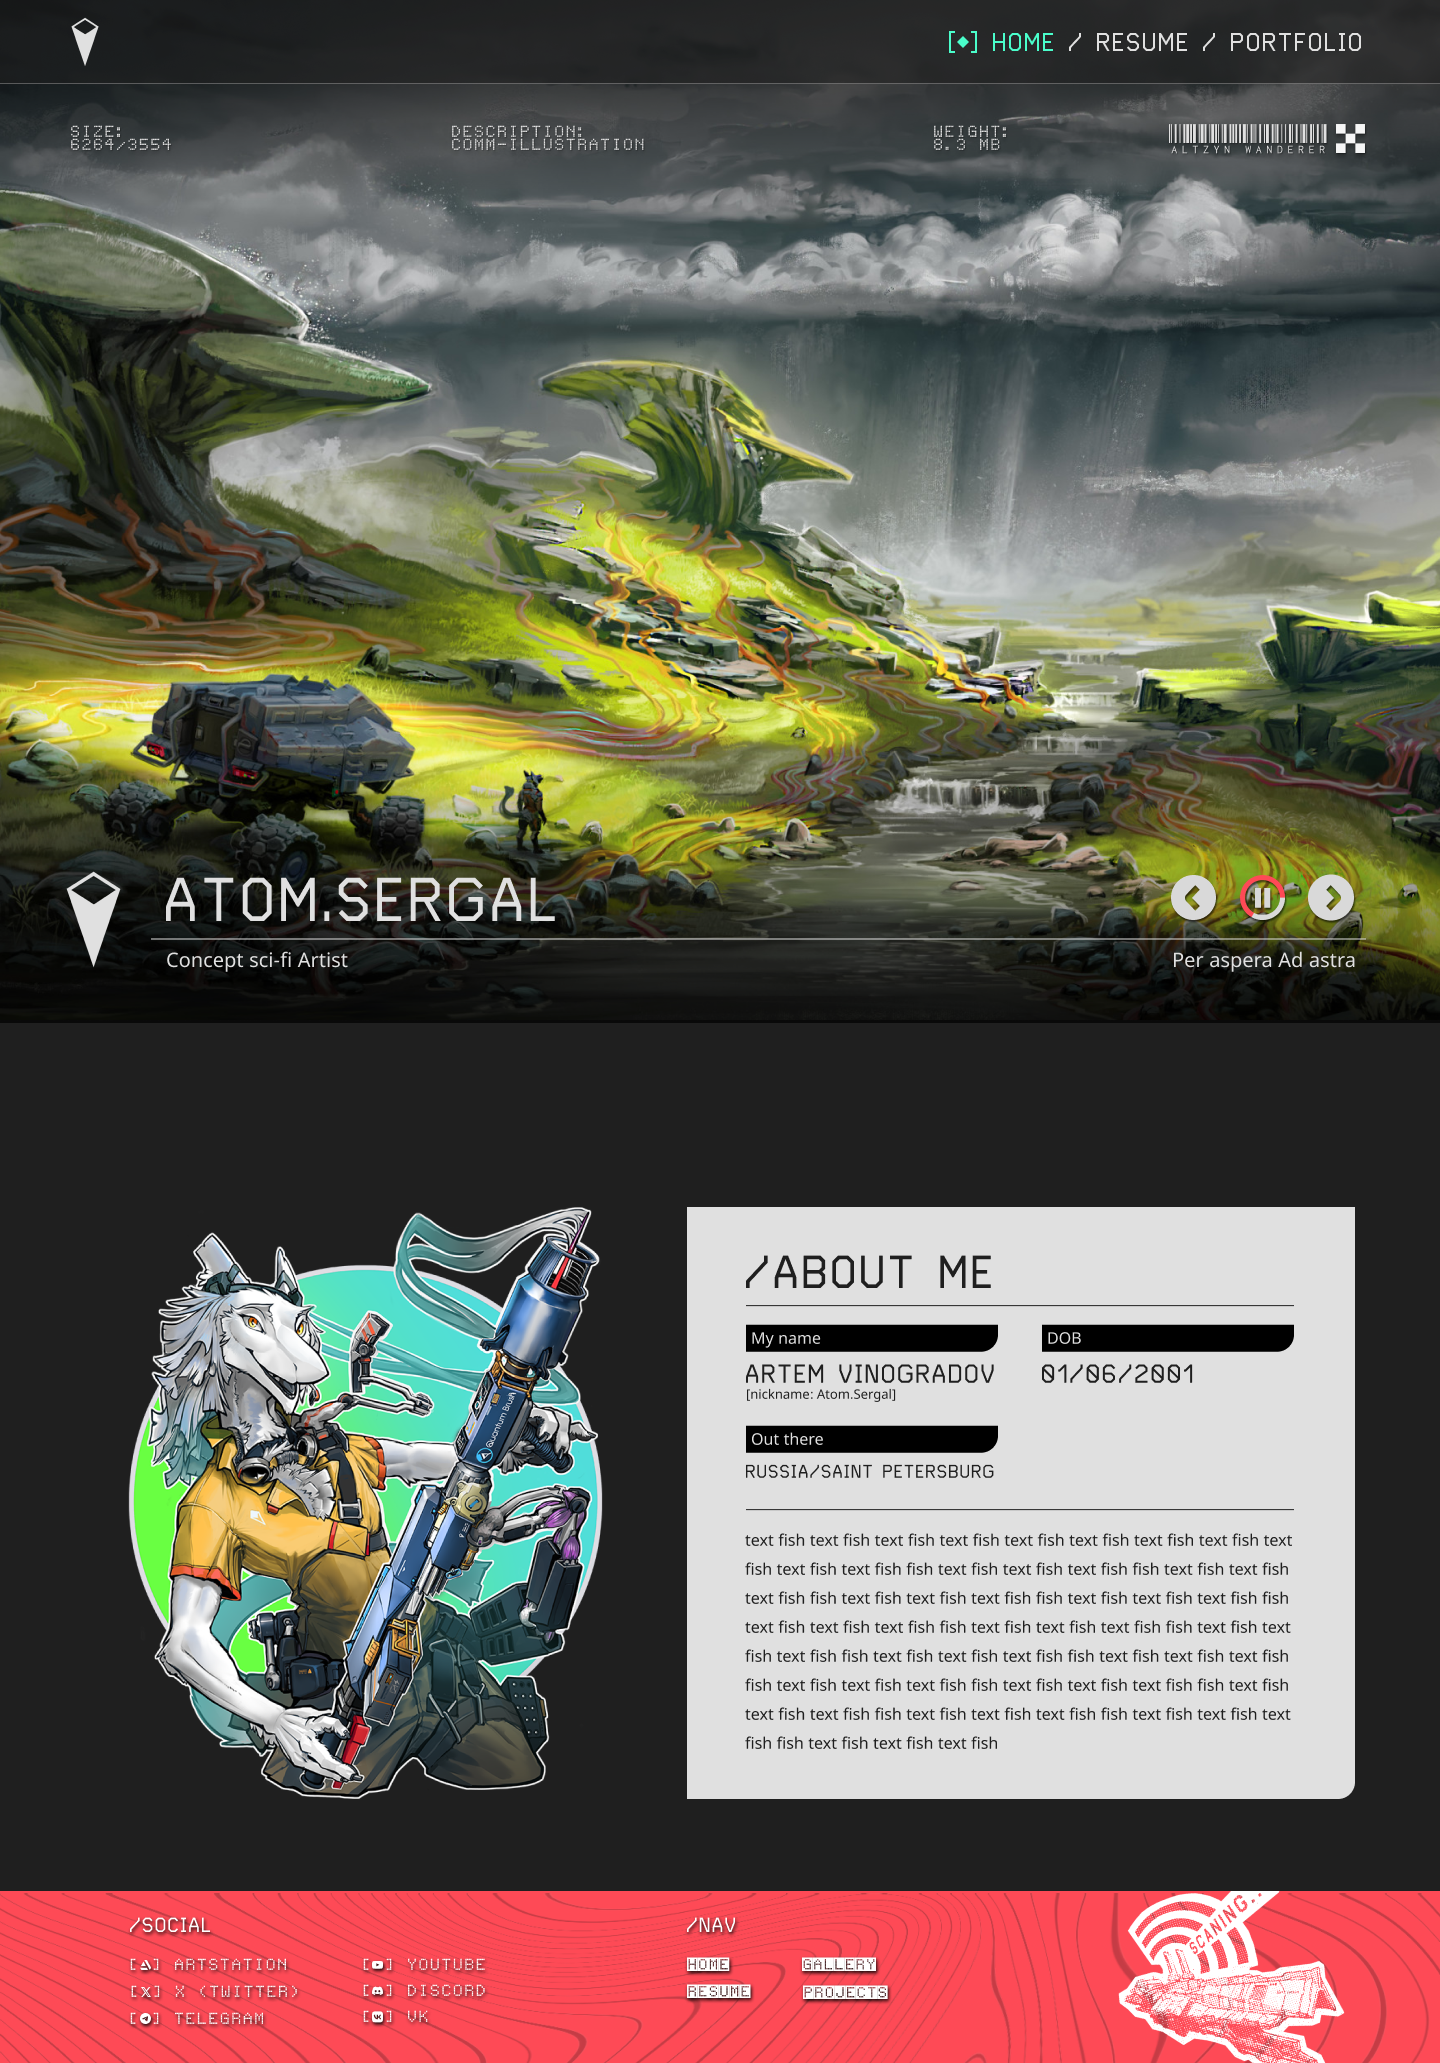 [◆] HOME / RESUME / PORTFOLIO
SIZE:
6264/3554
DESCRIPTION:
COMM-ILLUSTRATION
WEIGHT:
8.3 MB
ALTZYN WANDERER
ATOM.SERGAL
Concept sci-fi Artist
Per aspera Ad astra
Quantum Brush
/ABOUT ME
My name
ARTEM VINOGRADOV
[nickname: Atom.Sergal]
DOB
01/06/2001
Out there
RUSSIA/SAINT PETERSBURG
text fish text fish text fish text fish text fish text fish text fish text fish text
fish text fish text fish fish text fish text fish text fish fish text fish text fish
text fish fish text fish text fish text fish fish text fish text fish text fish fish
text fish text fish text fish fish text fish text fish text fish fish text fish text
fish text fish fish text fish text fish text fish fish text fish text fish text fish
fish text fish text fish text fish fish text fish text fish text fish fish text fish
text fish text fish fish text fish text fish text fish fish text fish text fish text
fish fish text fish text fish text fish
/SOCIAL
[] ARTSTATION
[X] X (TWITTER)
[] TELEGRAM
[] YOUTUBE
[] DISCORD
[] VK
/NAV
HOME
RESUME
GALLERY
PROJECTS
SCANING..